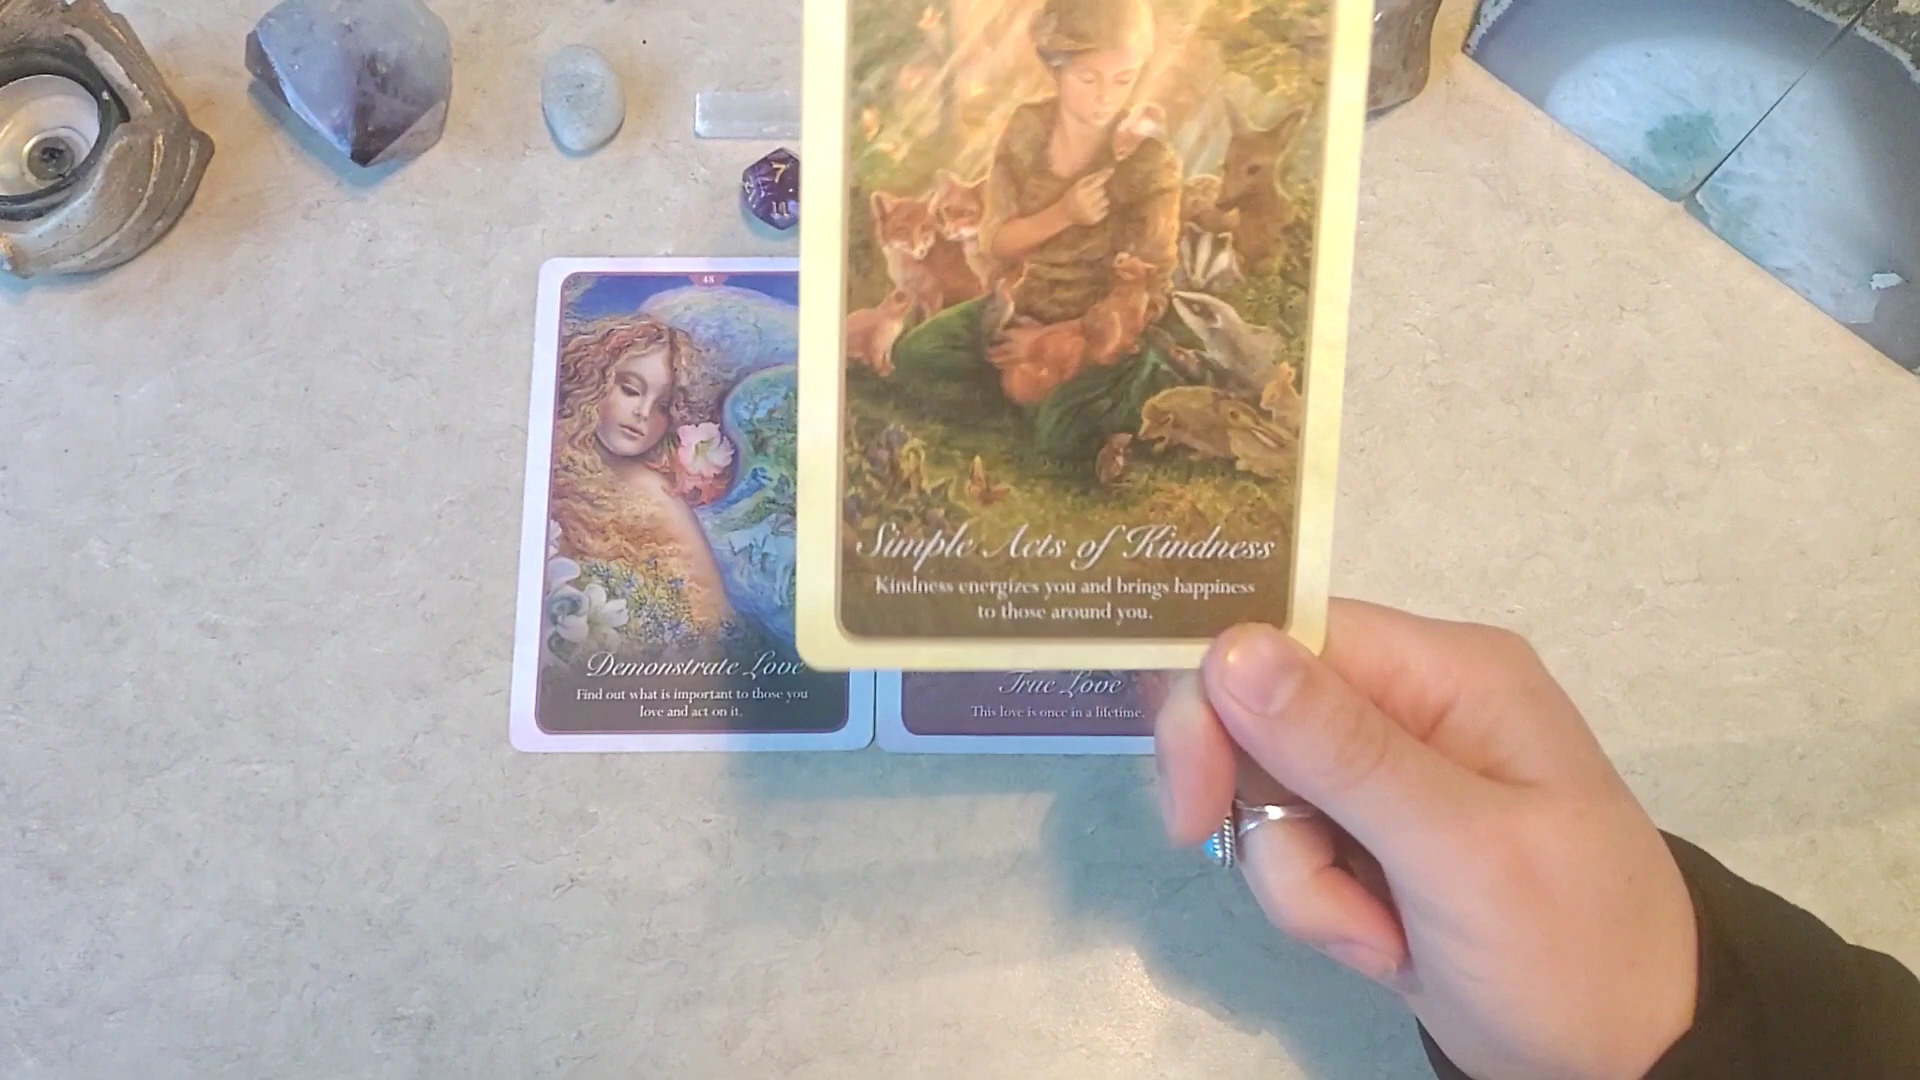 7
11
Simple Acts of Kindness
Kindness energizes you and brings happiness
to those around you.
48
Demonstrate Love
Find out what is important to those you
love and act on it.
True Love
This love is once in a lifetime.